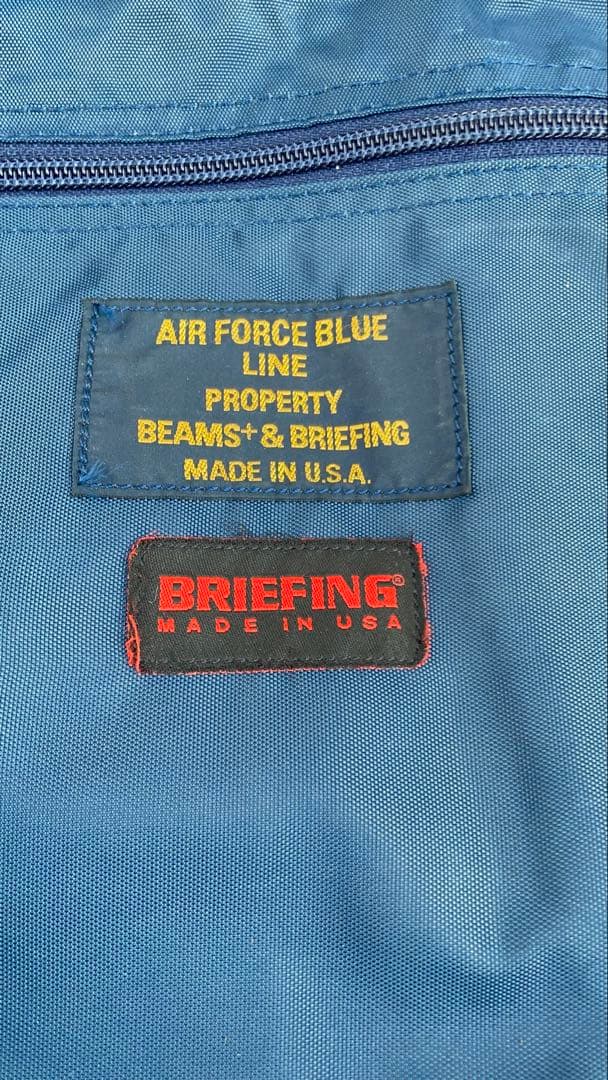 AIR FORCE BLUE
LINE
PROPERTY
BEAMS+ & BRIEFING
MADE IN U.S.A.
BRIEFING®
MADE IN USA